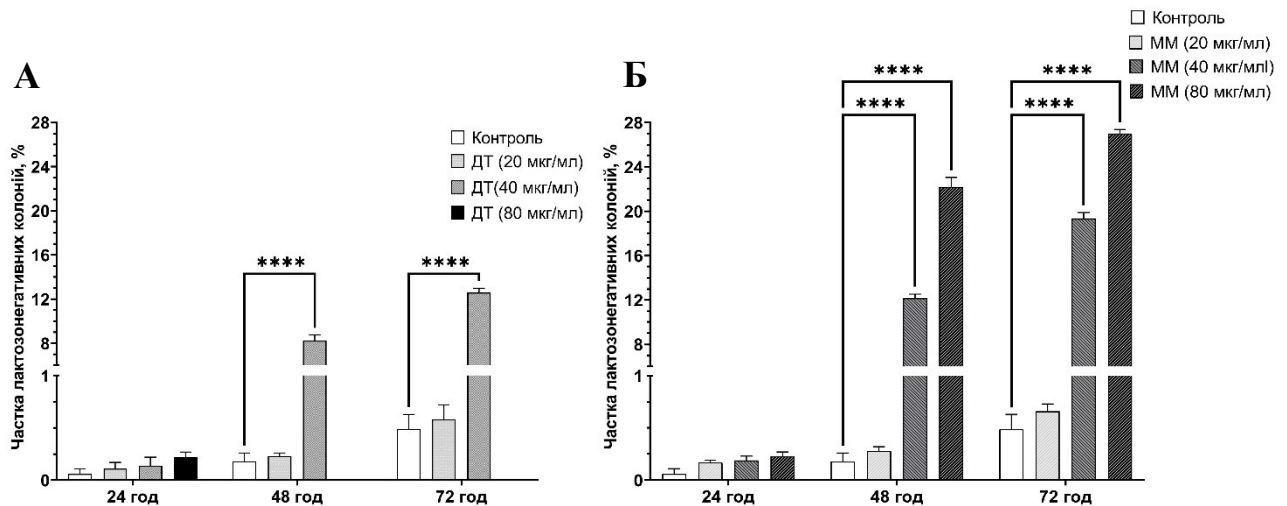 А
Частка лактозонегативних колоній, %
28
24
20
16
12
8
4
1
0
Контроль
ДТ (20 мкг/мл)
ДТ(40 мкг/мл)
ДТ (80 мкг/мл)
****
****
24 год
48 год
72 год
Б
Частка лактозонегативних колоній, %
28
24
20
16
12
8
4
1
0
Контроль
ММ (20 мкг/мл)
ММ (40 мкг/млl)
ММ (80 мкг/мл)
****
****
****
****
24 год
48 год
72 год